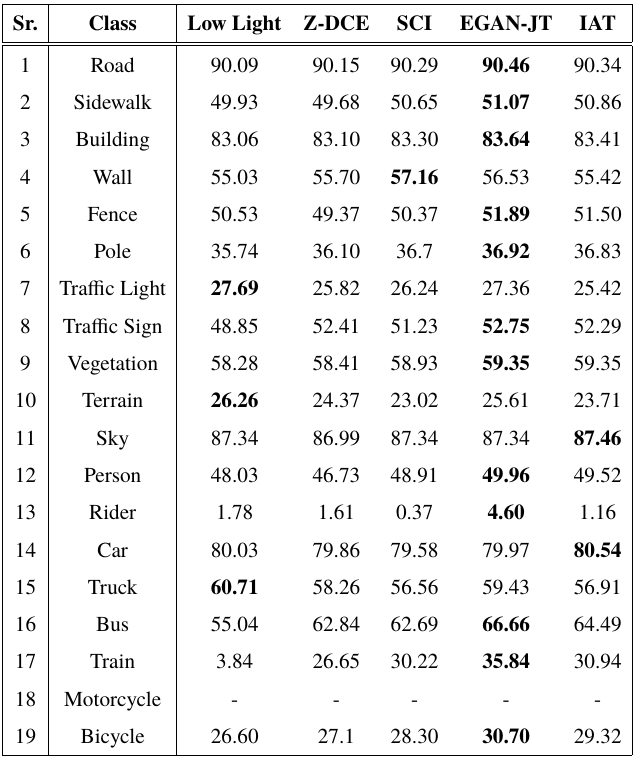 Sr. Class Low Light Z-DCE SCI EGAN-JT IAT
1 Road 90.09 90.15 90.29 90.46 90.34
2 Sidewalk 49.93 49.68 50.65 51.07 50.86
3 Building 83.06 83.10 83.30 83.64 83.41
4 Wall 55.03 55.70 57.16 56.53 55.42
5 Fence 50.53 49.37 50.37 51.89 51.50
6 Pole 35.74 36.10 36.7 36.92 36.83
7 Traffic Light 27.69 25.82 26.24 27.36 25.42
8 Traffic Sign 48.85 52.41 51.23 52.75 52.29
9 Vegetation 58.28 58.41 58.93 59.35 59.35
10 Terrain 26.26 24.37 23.02 25.61 23.71
11 Sky 87.34 86.99 87.34 87.34 87.46
12 Person 48.03 46.73 48.91 49.96 49.52
13 Rider 1.78 1.61 0.37 4.60 1.16
14 Car 80.03 79.86 79.58 79.97 80.54
15 Truck 60.71 58.26 56.56 59.43 56.91
16 Bus 55.04 62.84 62.69 66.66 64.49
17 Train 3.84 26.65 30.22 35.84 30.94
18 Motorcycle - - - - -
19 Bicycle 26.60 27.1 28.30 30.70 29.32